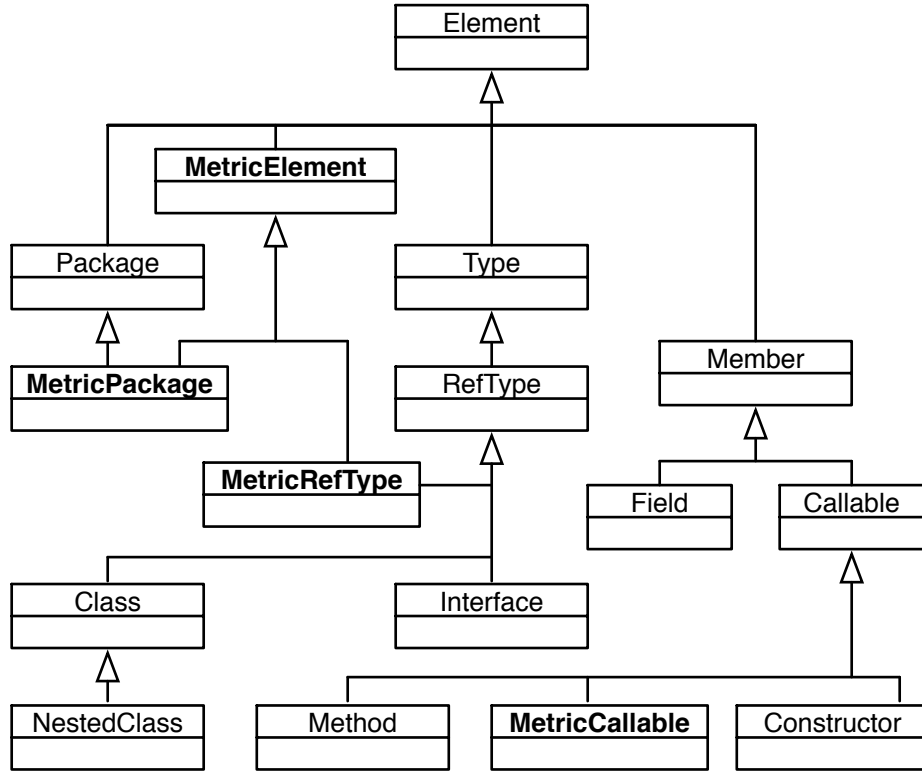 Element
MetricElement
Package
Type
Member
MetricPackage
RefType
MetricRefType
Field
Callable
Class
Interface
NestedClass
Method
MetricCallable
Constructor